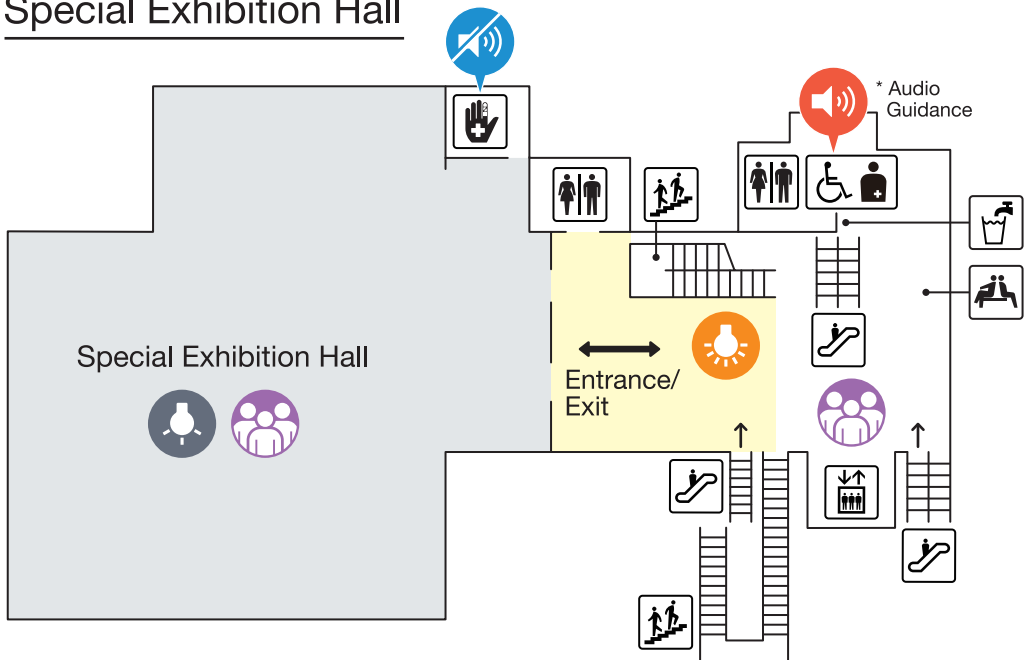 Special Exhibition Hall
* Audio
Guidance
Special Exhibition Hall
Entrance/
Exit